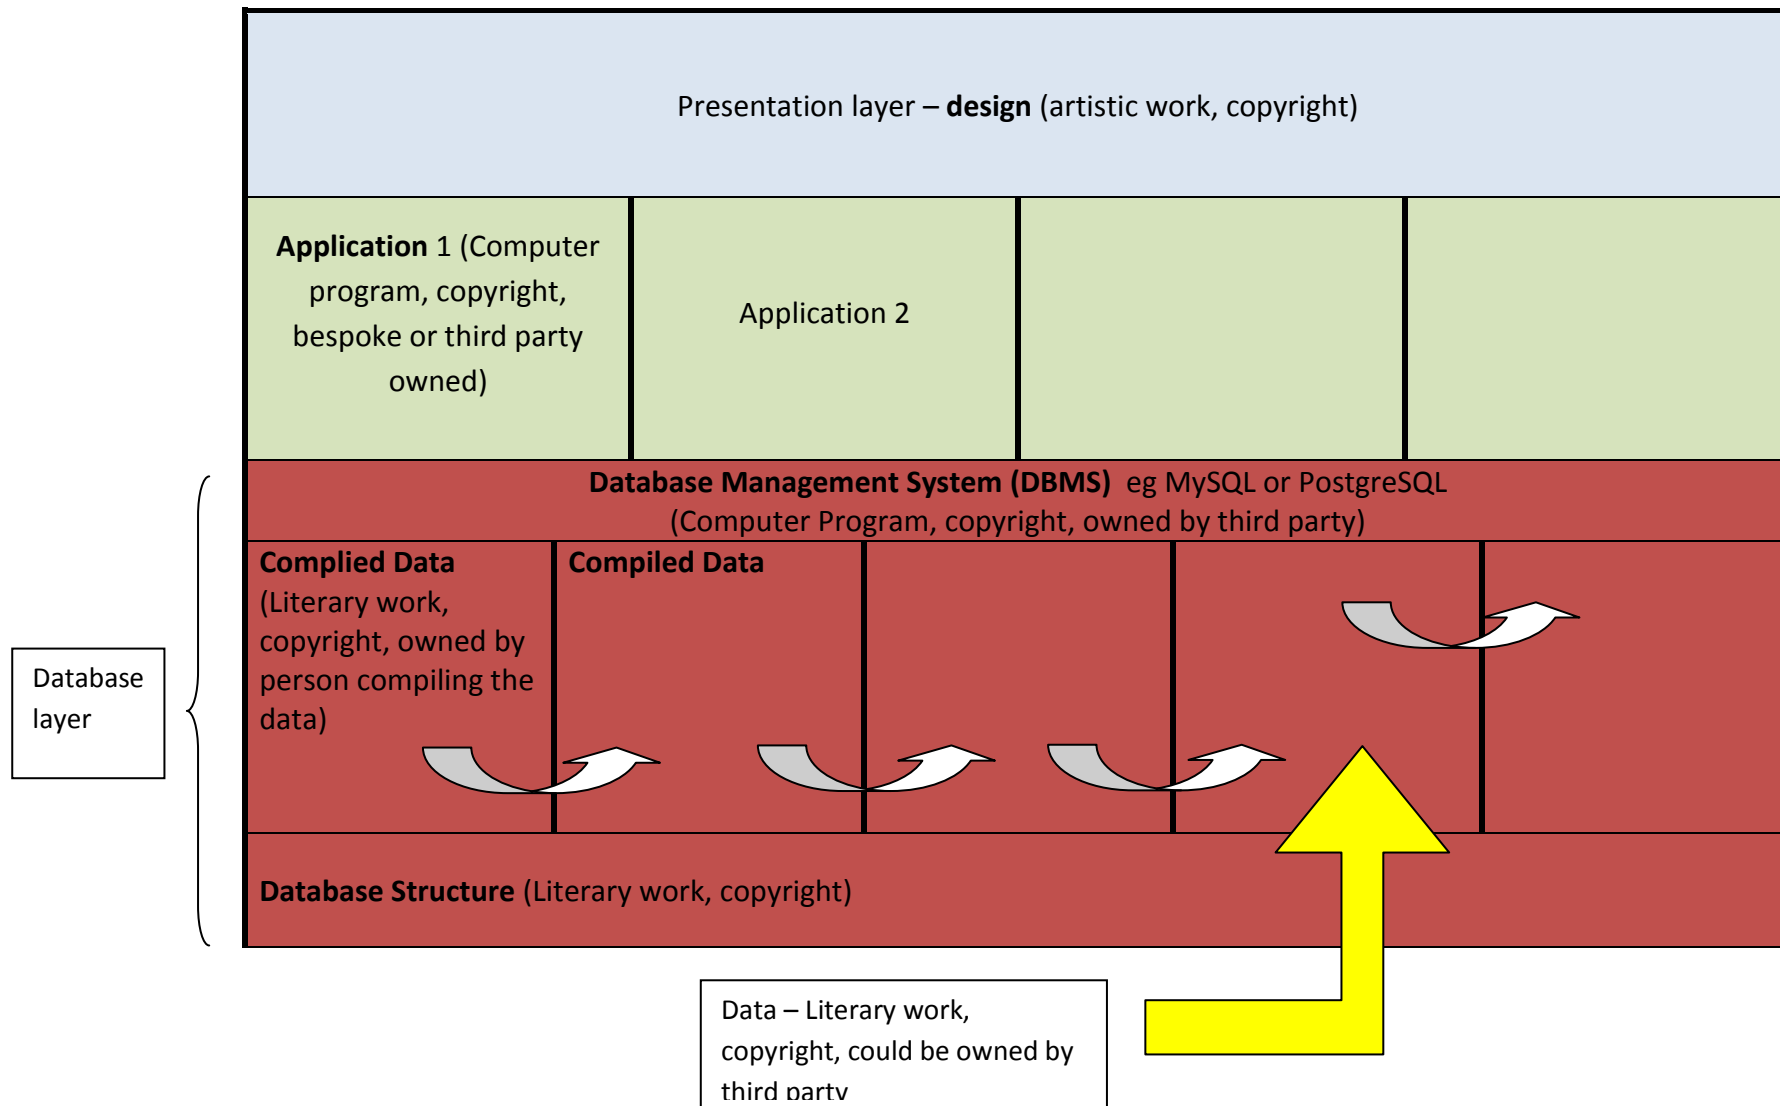 Presentation layer – design (artistic work, copyright)
Application 1 (Computer
program, copyright,
bespoke or third party
owned)
Application 2
Database Management System (DBMS)  eg MySQL or PostgreSQL
(Computer Program, copyright, owned by third party)
Complied Data
(Literary work,
copyright, owned by
person compiling the
data)
Compiled Data
Database
layer
Database Structure (Literary work, copyright)
Data – Literary work,
copyright, could be owned by
third party